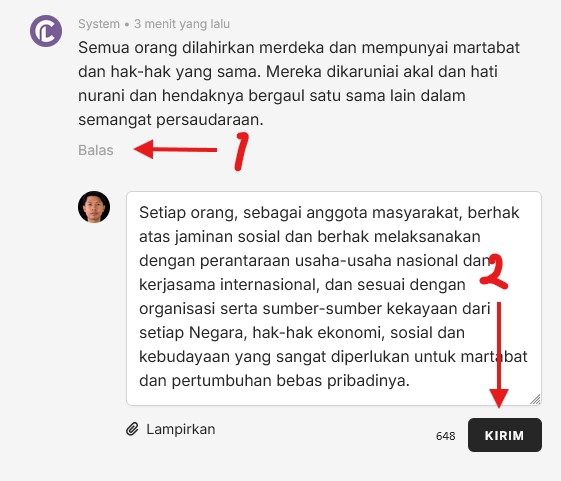 System • 3 menit yang lalu
Semua orang dilahirkan merdeka dan mempunyai martabat
dan hak-hak yang sama. Mereka dikaruniai akal dan hati
nurani dan hendaknya bergaul satu sama lain dalam
semangat persaudaraan.
Balas
1
Setiap orang, sebagai anggota masyarakat, berhak
atas jaminan sosial dan berhak melaksanakan
dengan perantaraan usaha-usaha nasional dan
2
kerjasama internasional, dan sesuai dengan
organisasi serta sumber-sumber kekayaan dari
setiap Negara, hak-hak ekonomi, sosial dan
kebudayaan yang sangat diperlukan untuk martabat
dan pertumbuhan bebas pribadinya.
Lampirkan
648
KIRIM